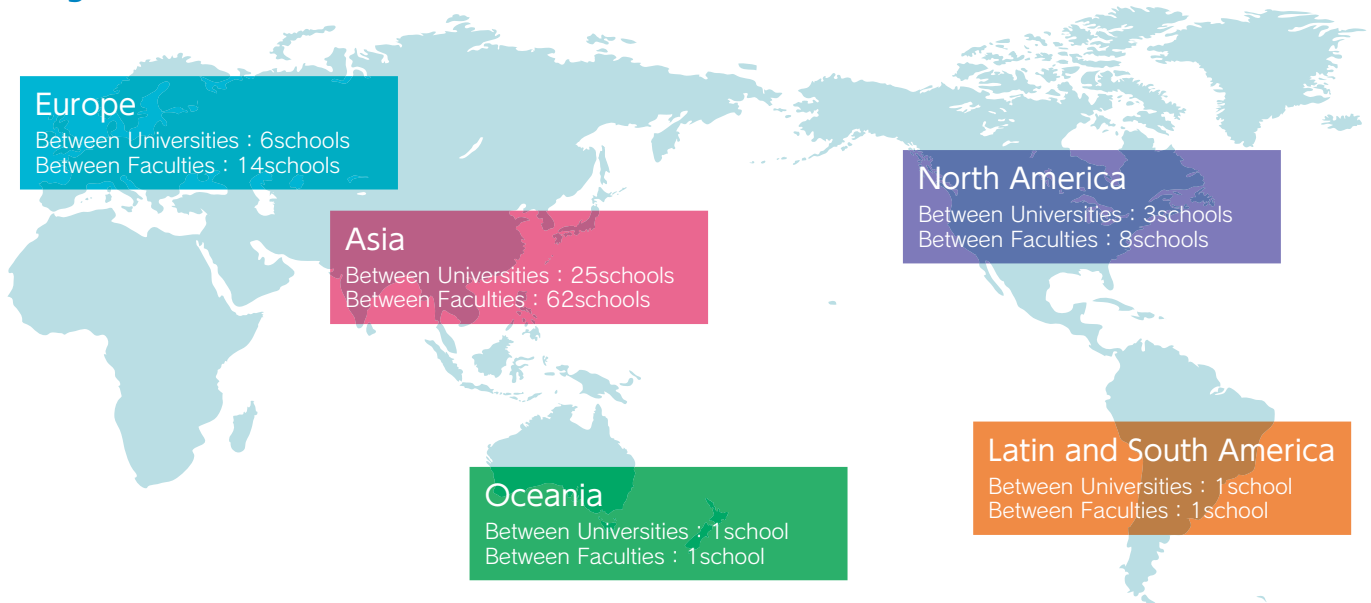 Europe
Between Universities：6schools
Between Faculties：14schools
Asia
Between Universities：25schools
Between Faculties：62schools
North America
Between Universities：3schools
Between Faculties：8schools
Oceania
Between Universities：1school
Between Faculties：1school
Latin and South America
Between Universities：1school
Between Faculties：1school